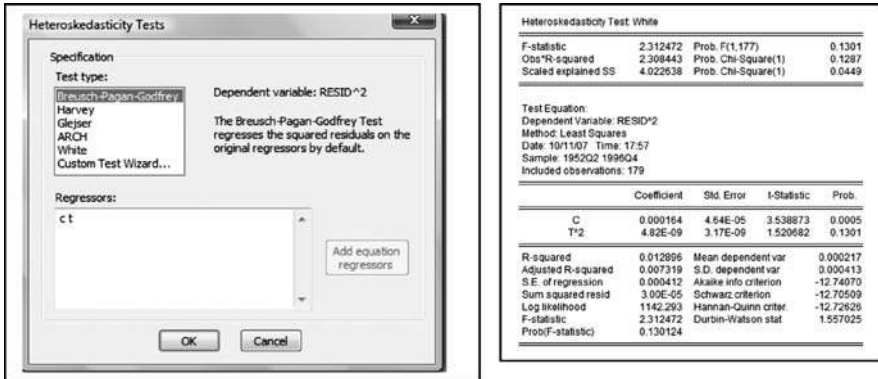 Heteroskedasticity Tests
Specification
Test type:
Breusch-Pagan-Godfrey
Harvey
Glejser
ARCH
White
Custom Test Wizard...
Dependent variable: RESID^2
The Breusch-Pagan-Godfrey Test
regresses the squared residuals on the
original regressors by default.
Regressors:
c t
Add equation
regressors
OK
Cancel
Heteroskedasticity Test: White
F-statistic 2.312472 Prob. F(1,177) 0.1301
Obs*R-squared 2.308443 Prob. Chi-Square(1) 0.1287
Scaled explained SS 4.022638 Prob. Chi-Square(1) 0.0449
Test Equation:
Dependent Variable: RESID^2
Method: Least Squares
Date: 10/11/07 Time: 17:57
Sample: 1952Q2 1996Q4
Included observations: 179
Coefficient Std. Error t-Statistic Prob.
C 0.000164 4.64E-05 3.538873 0.0005
T^2 4.82E-09 3.17E-09 1.520682 0.1301
R-squared 0.012896 Mean dependent var 0.000217
Adjusted R-squared 0.007319 S.D. dependent var 0.000413
S.E. of regression 0.000412 Akaike info criterion -12.74070
Sum squared resid 3.00E-05 Schwarz criterion -12.70509
Log likelihood 1142.293 Hannan-Quinn criter. -12.72626
F-statistic 2.312472 Durbin-Watson stat 1.557025
Prob(F-statistic) 0.130124